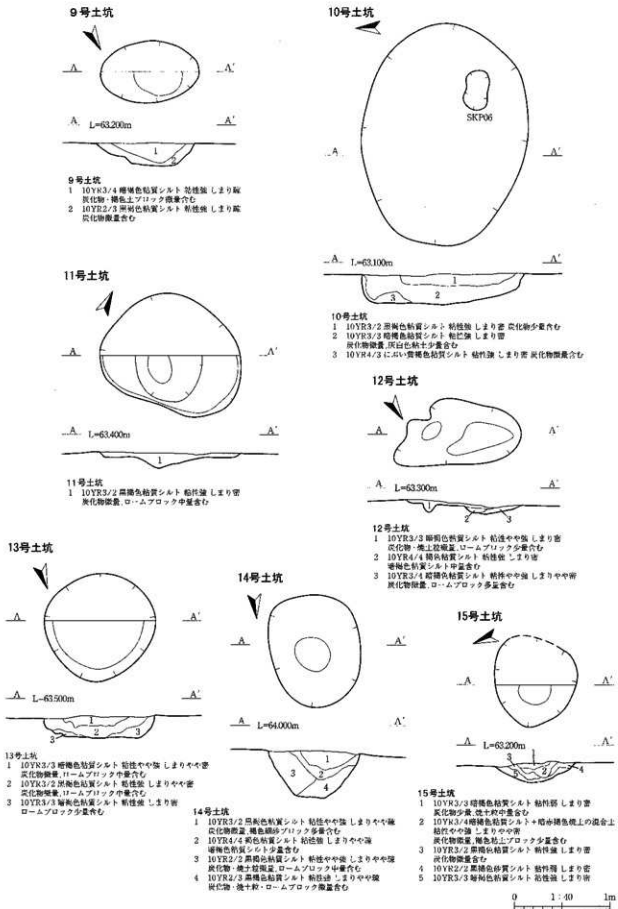 9号土坑
A A'
A L=63.200m A'
1
2
9号土坑
1 10YR3/4 暗褐色粘質シルト 粘性強 しまり疎
炭化物・褐色土ブロック微量含む
2 10YR2/3 黒褐色粘質シルト 粘性強 しまり疎
炭化物微量含む
10号土坑
SKP06
A A'
A L=63.100m A'
1
2
3
10号土坑
1 10YR3/2 黒褐色粘質シルト 粘性強 しまり密 炭化物少量含む
2 10YR3/3 暗褐色粘質シルト 粘性強 しまり密
炭化物微量,灰白色粘土少量含む
3 10YR4/3 にぶい黄褐色粘質シルト 粘性強 しまり密 炭化物微量含む
11号土坑
A A'
A L=63.400m A'
1
11号土坑
1 10YR3/2 黒褐色粘質シルト 粘性強 しまり密
炭化物微量,ロームブロック中量含む
12号土坑
A A'
A L=63.300m A'
1
2 3
12号土坑
1 10YR3/3 暗褐色粘質シルト 粘性やや強 しまり密
炭化物・焼土粒微量,ロームブロック少量含む
2 10YR4/4 褐色粘質シルト 粘性強 しまり密
暗褐色粘質シルト中量含む
3 10YR3/4 暗褐色粘質シルト 粘性やや強 しまりやや密
炭化物微量,ロームブロック多量含む
13号土坑
A A'
A L=63.500m A'
1
2 3
3
13号土坑
1 10YR3/3 暗褐色粘質シルト 粘性やや強 しまりやや密
炭化物微量,ロームブロック中量含む
2 10YR3/2 黒褐色粘質シルト 粘性強 しまりやや密
炭化物微量,ロームブロック中量含む
3 10YR3/3 暗褐色粘質シルト 粘性強 しまり密
ロームブロック少量含む
14号土坑
A A'
A L=64.000m A'
1
2
3
4
14号土坑
1 10YR3/2 黒褐色粘質シルト 粘性やや強 しまりやや疎
炭化物微量,褐色細砂ブロック多量含む
2 10YR4/4 褐色粘質シルト 粘性強 しまりやや疎
暗褐色粘質シルト少量含む
3 10YR2/2 黒褐色粘質シルト 粘性やや強 しまりやや疎
炭化物・焼土粒微量,ロームブロック中量含む
4 10YR2/3 黒褐色粘質シルト 粘性強 しまりやや疎
炭化物・焼土粒・ロームブロック微量含む
15号土坑
A A'
A L=63.200m A'
3 1
5 2 4
15号土坑
1 10YR3/3 暗褐色粘質シルト 粘性弱 しまり密
炭化物少量,焼土粒中量含む
2 10YR3/4 暗褐色粘質シルト+暗赤褐色焼土の混合土
粘性やや強 しまりやや密
炭化物微量,褐色粘土ブロック少量含む
3 10YR3/2 黒褐色粘質シルト 粘性強 しまり密
炭化物微量含む
4 10YR2/2 黒褐色砂質シルト 粘性弱 しまり密
5 10YR3/3 暗褐色粘質シルト 粘性強 しまり密
0 1:40 1m